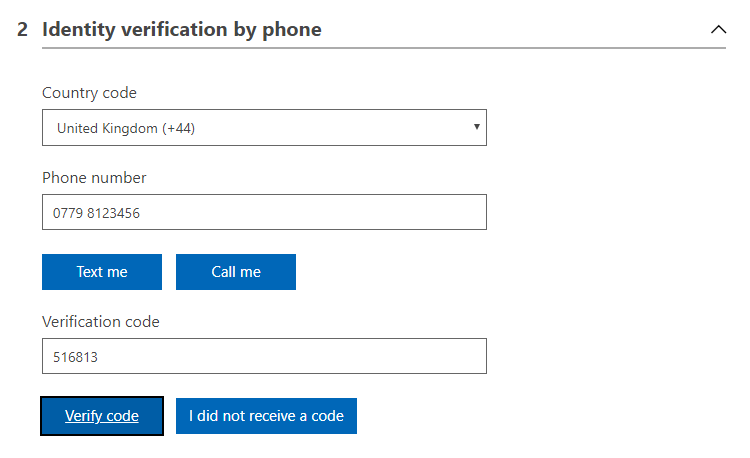 2 Identity verification by phone
Country code
United Kingdom (+44)
Phone number
0779 8123456
Text me Call me
Verification code
516813
Verify code I did not receive a code